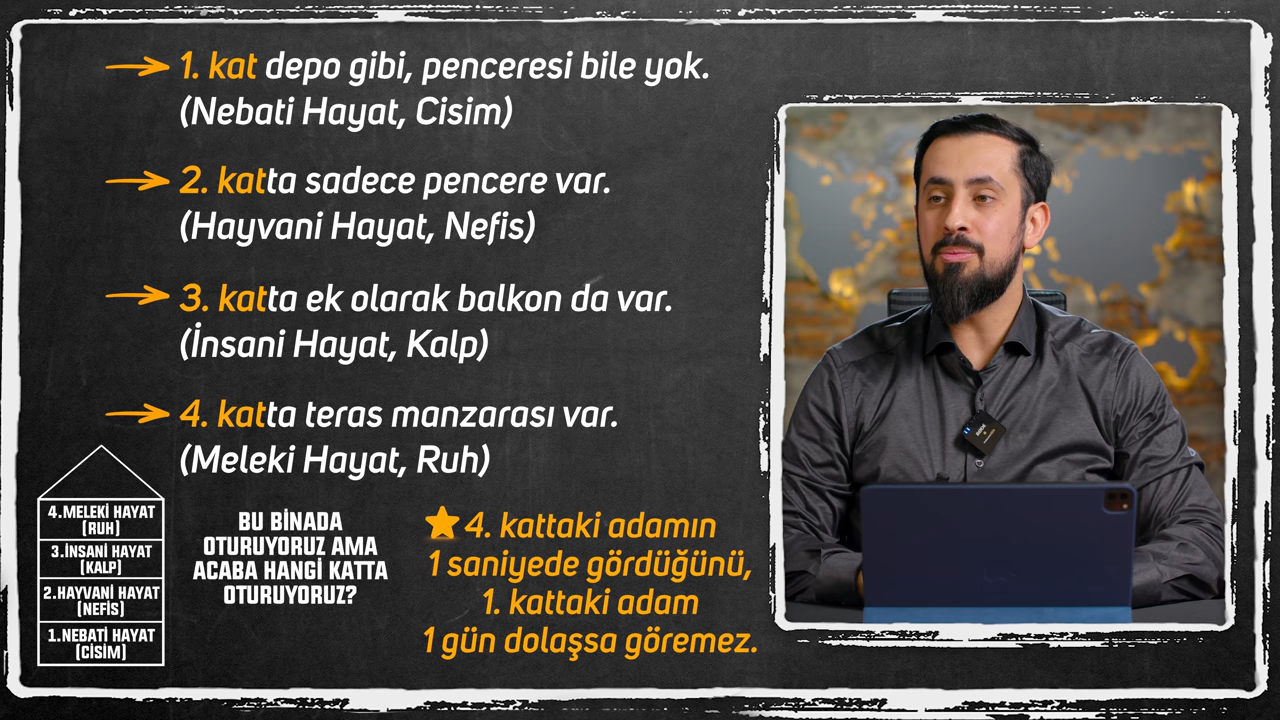 1. kat depo gibi, penceresi bile yok.
(Nebati Hayat, Cisim)
2. katta sadece pencere var.
(Hayvani Hayat, Nefis)
3. katta ek olarak balkon da var.
(İnsani Hayat, Kalp)
4. katta teras manzarası var.
(Meleki Hayat, Ruh)
4.MELEKİ HAYAT
(RUH)
3.İNSANİ HAYAT
(KALP)
2.HAYVANİ HAYAT
(NEFİS)
1.NEBATİ HAYAT
(CİSİM)
BU BİNADA
OTURUYORUZ AMA
ACABA HANGİ KATTA
OTURUYORUZ?
4. kattaki adamın
1 saniyede gördüğünü,
1. kattaki adam
1 gün dolaşsa göremez.